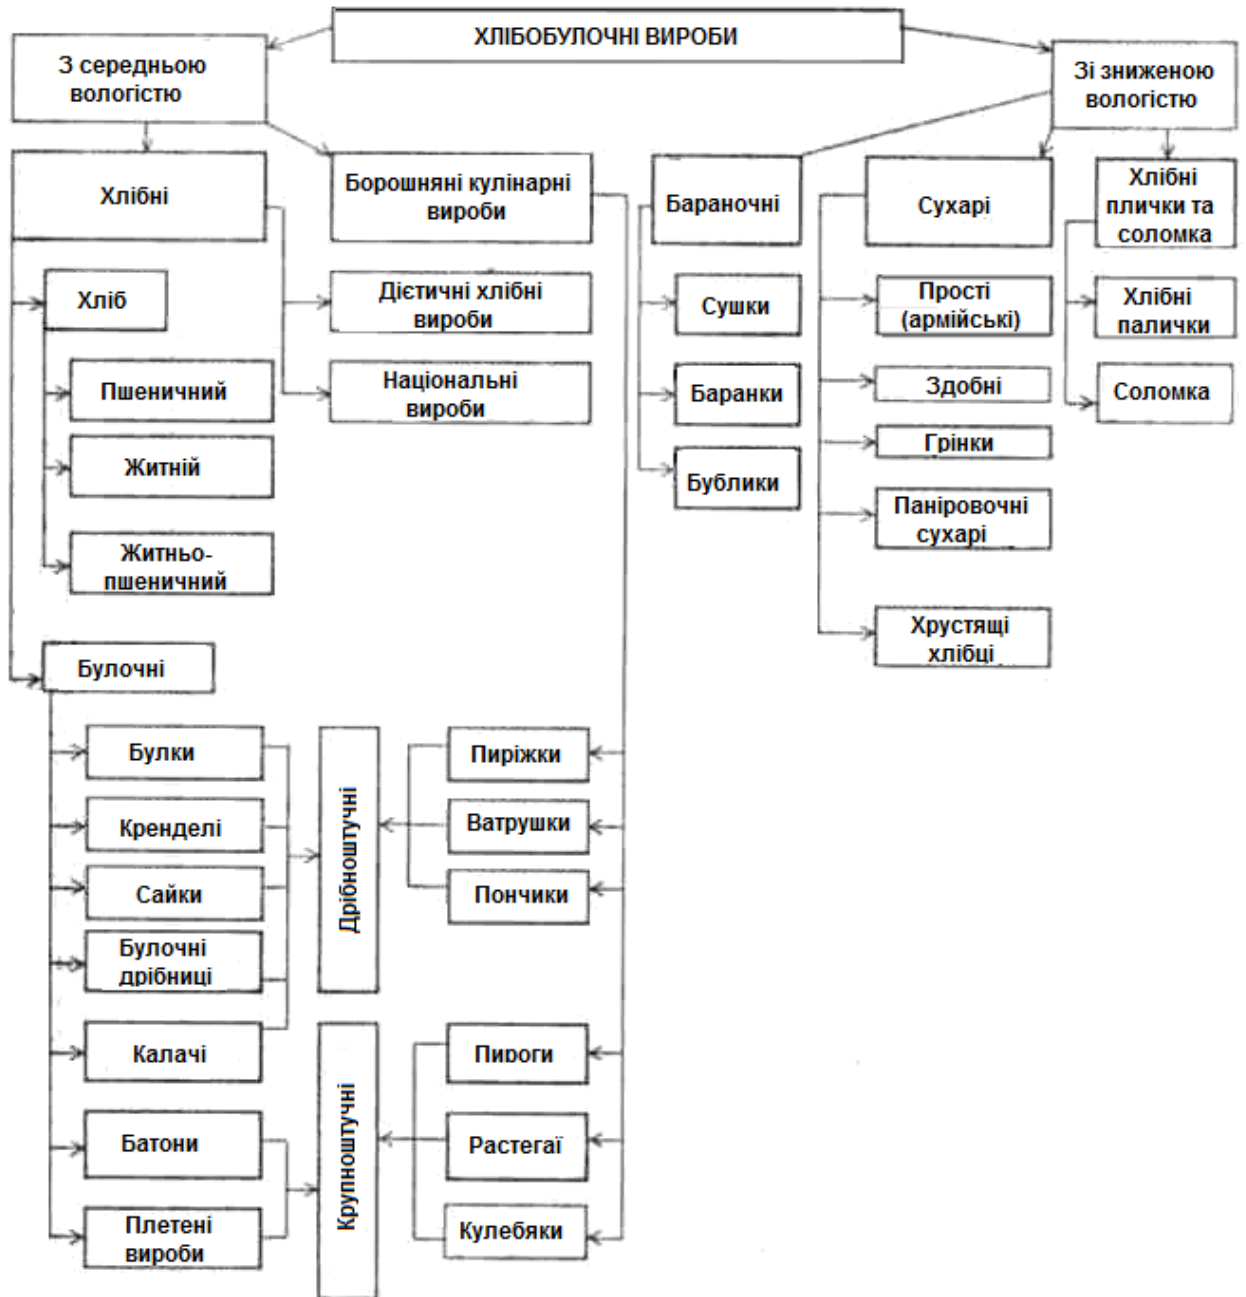 ХЛІБОБУЛОЧНІ ВИРОБИ
З середньою
вологістю
Зі зниженою
вологістю
Хлібні
Борошняні кулінарні
вироби
Бараночні
Сухарі
Хлібні
плички та
соломка
Хліб
Дієтичні хлібні
вироби
Сушки
Прості
(армійські)
Хлібні
палички
Пшеничний
Національні
вироби
Баранки
Здобні
Соломка
Житній
Бублики
Грінки
Паніровочні
сухарі
Житньо-
пшеничний
Хрустящі
хлібці
Булочні
Булки
Кренделі
Сайки
Булочні
дрібниці
Калачі
Батони
Плетені
вироби
Дрібноштучні
Крупноштучні
Пиріжки
Ватрушки
Пончики
Пироги
Растегаї
Кулебяки